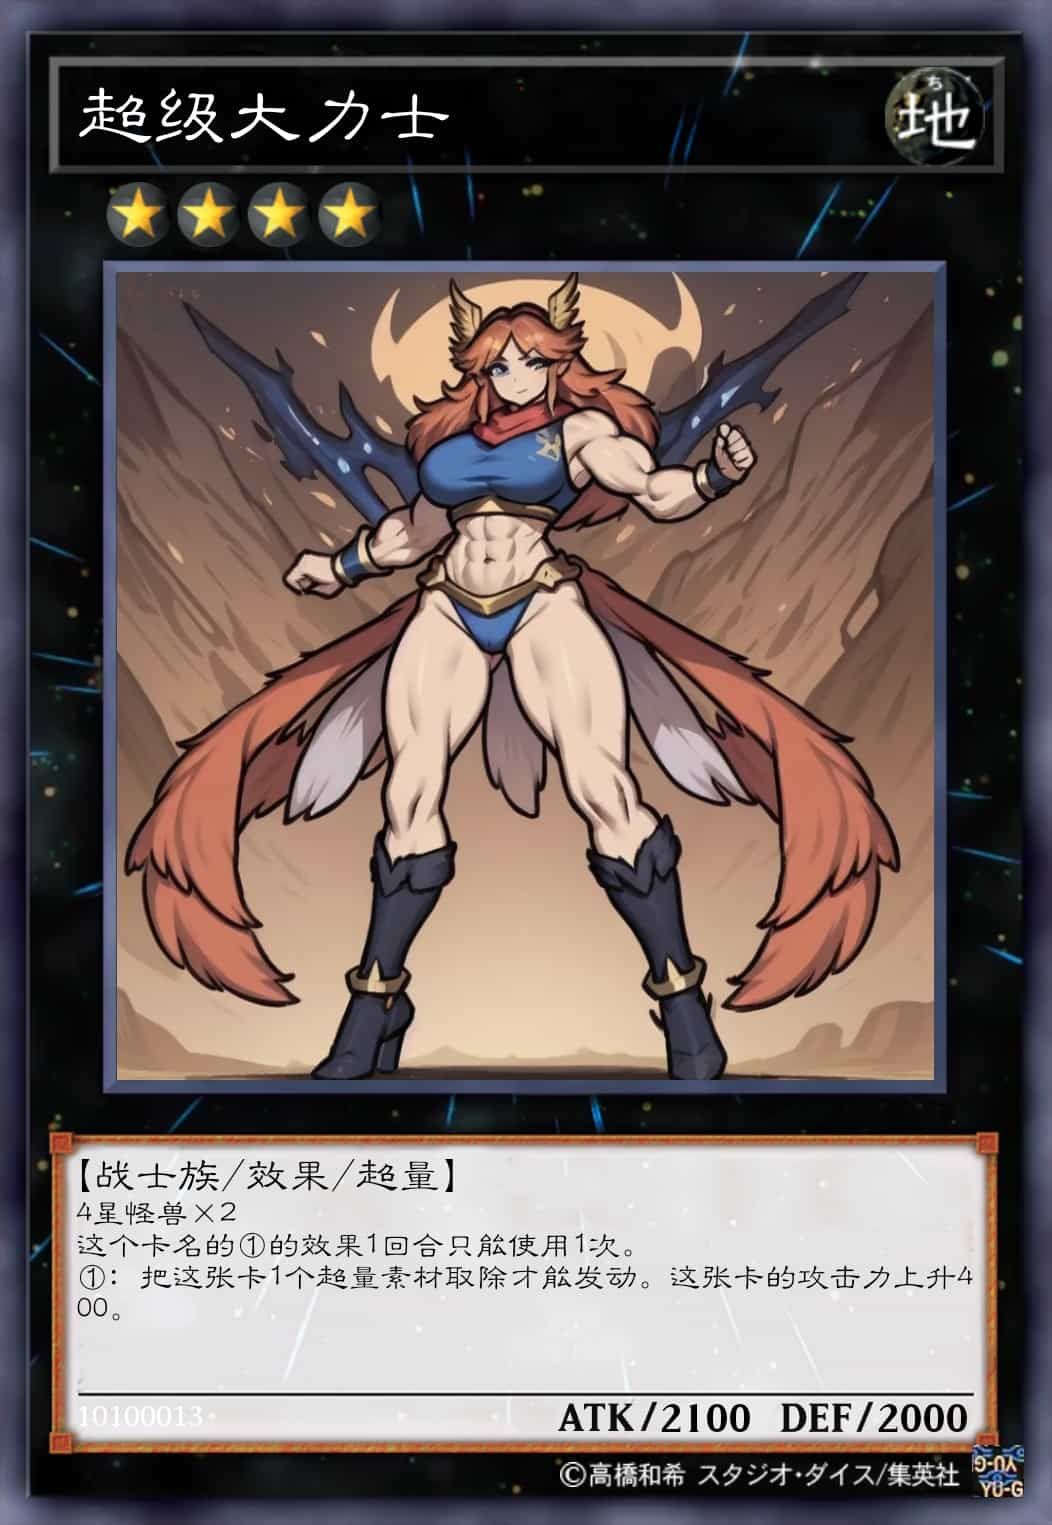 超级大力士
ち
地
【战士族/效果/超量】
4星怪兽×2
这个卡名的①的效果1回合只能使用1次。
①：把这张卡1个超量素材取除才能发动。这张卡的攻击力上升4
00。
10100013
ATK/2100 DEF/2000
©高橋和希 スタジオ・ダイス/集英社
YU-G